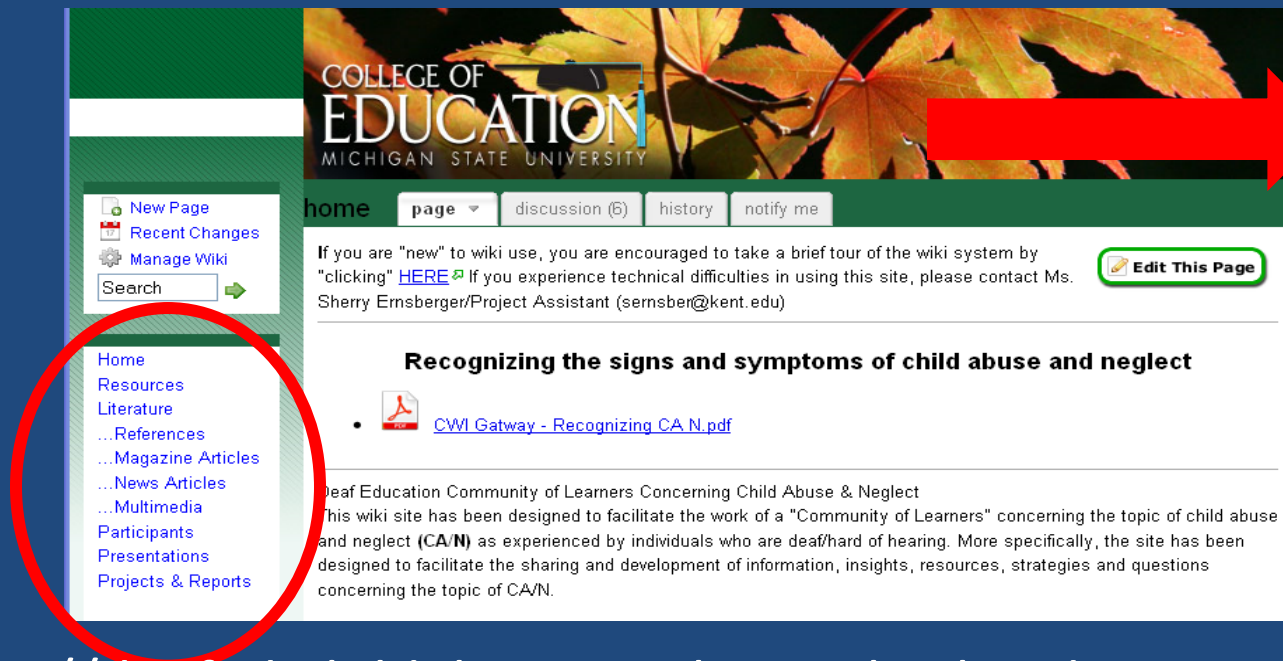 COLLEGE OF
EDUCATION
MICHIGAN STATE UNIVERSITY
New Page
Recent Changes
Manage Wiki
Search
Home
Resources
Literature
...References
...Magazine Articles
...News Articles
...Multimedia
Participants
Presentations
Projects & Reports
home page discussion (6) history notify me
If you are "new" to wiki use, you are encouraged to take a brief tour of the wiki system by
"clicking" HERE If you experience technical difficulties in using this site, please contact Ms.
Sherry Ernsberger/Project Assistant (sernsber@kent.edu)
Edit This Page
Recognizing the signs and symptoms of child abuse and neglect
• CWI Gatway - Recognizing CA N.pdf
Deaf Education Community of Learners Concerning Child Abuse & Neglect
This wiki site has been designed to facilitate the work of a "Community of Learners" concerning the topic of child abuse
and neglect (CA/N) as experienced by individuals who are deaf/hard of hearing. More specifically, the site has been
designed to facilitate the sharing and development of information, insights, resources, strategies and questions
concerning the topic of CA/N.